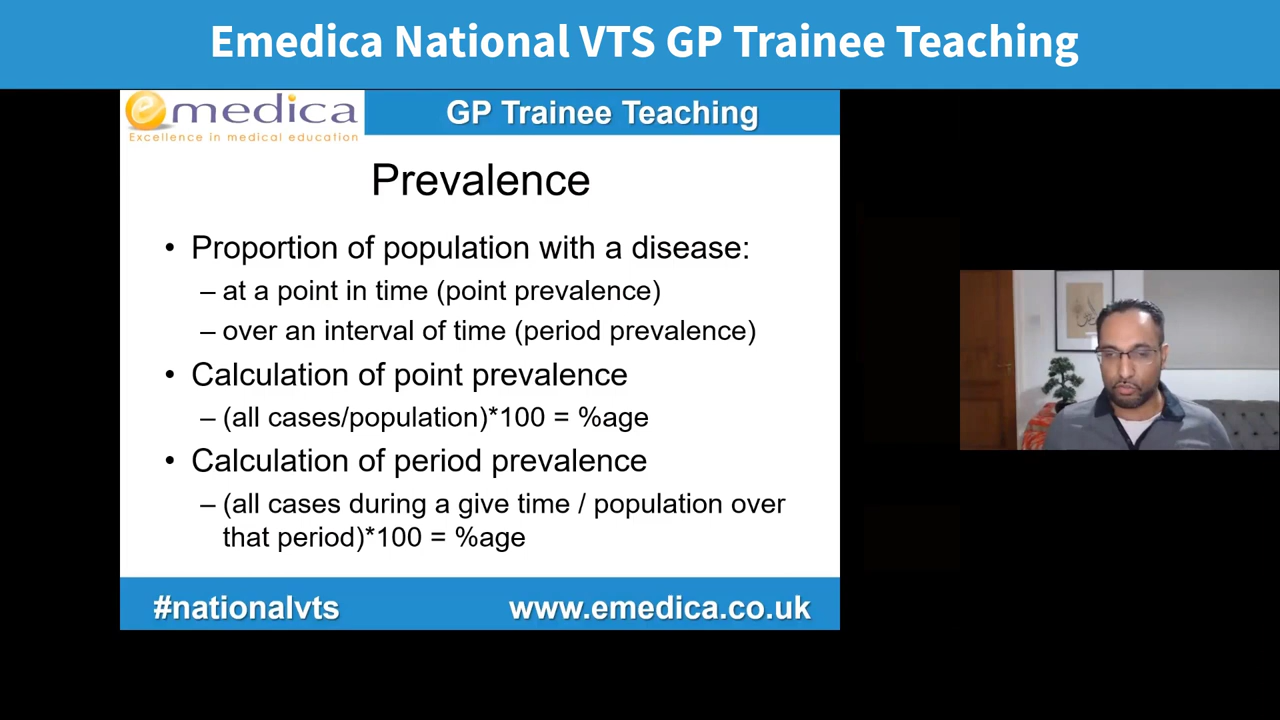 Emedica National VTS GP Trainee Teaching
emedica
Excellence in medical education
GP Trainee Teaching
Prevalence
• Proportion of population with a disease:
– at a point in time (point prevalence)
– over an interval of time (period prevalence)
• Calculation of point prevalence
– (all cases/population)*100 = %age
• Calculation of period prevalence
– (all cases during a give time / population over
that period)*100 = %age
#nationalvts
www.emedica.co.uk